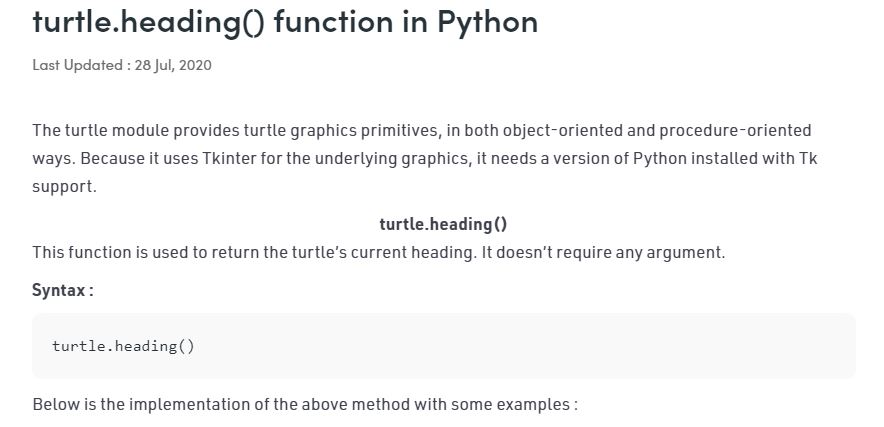 turtle.heading() function in Python
Last Updated : 28 Jul, 2020
The turtle module provides turtle graphics primitives, in both object-oriented and procedure-oriented
ways. Because it uses Tkinter for the underlying graphics, it needs a version of Python installed with Tk
support.
turtle.heading()
This function is used to return the turtle’s current heading. It doesn’t require any argument.
Syntax :
turtle.heading()
Below is the implementation of the above method with some examples :